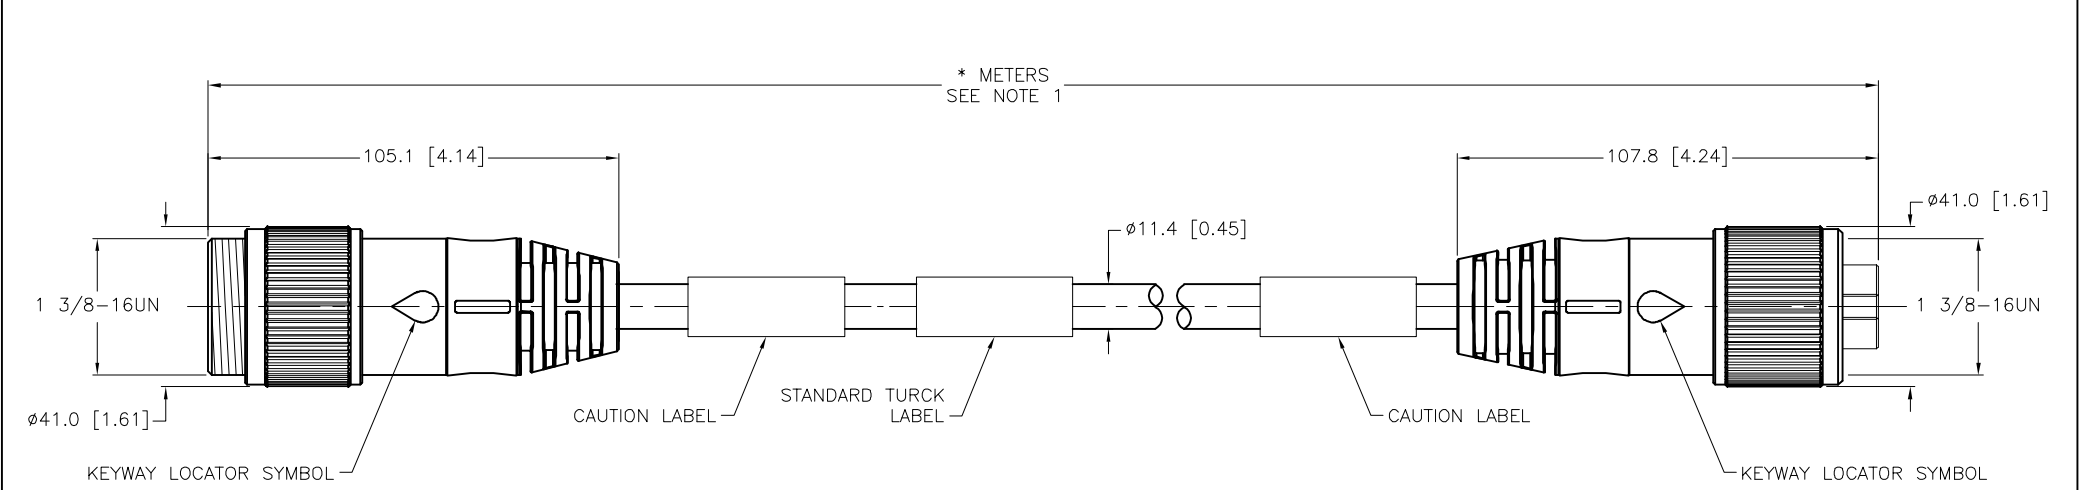 * METERS
SEE NOTE 1
105.1 [4.14]
107.8 [4.24]
ø41.0 [1.61]
ø11.4 [0.45]
1 3/8-16UN
1 3/8-16UN
STANDARD TURCK
LABEL
CAUTION LABEL
CAUTION LABEL
ø41.0 [1.61]
KEYWAY LOCATOR SYMBOL
KEYWAY LOCATOR SYMBOL